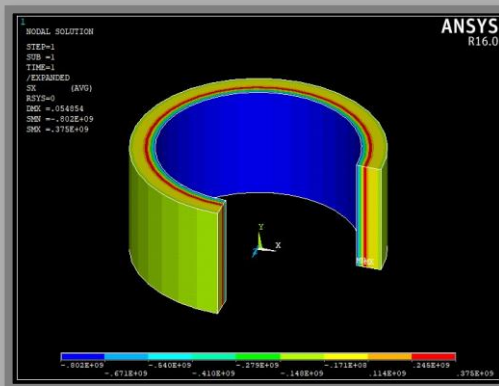 1
NODAL SOLUTION
ANSYS
R16.0
STEP=1
SUB =1
TIME=1
/EXPANDED
SX (AVG)
RSYS=0
DMX =.054854
SMN =-.802E+09
SMX =.375E+09
Y
X
-.802E+09 -.540E+09 -.279E+09 -.171E+08 .245E+09
-.671E+09 -.410E+09 -.148E+09 .114E+09 .375E+09